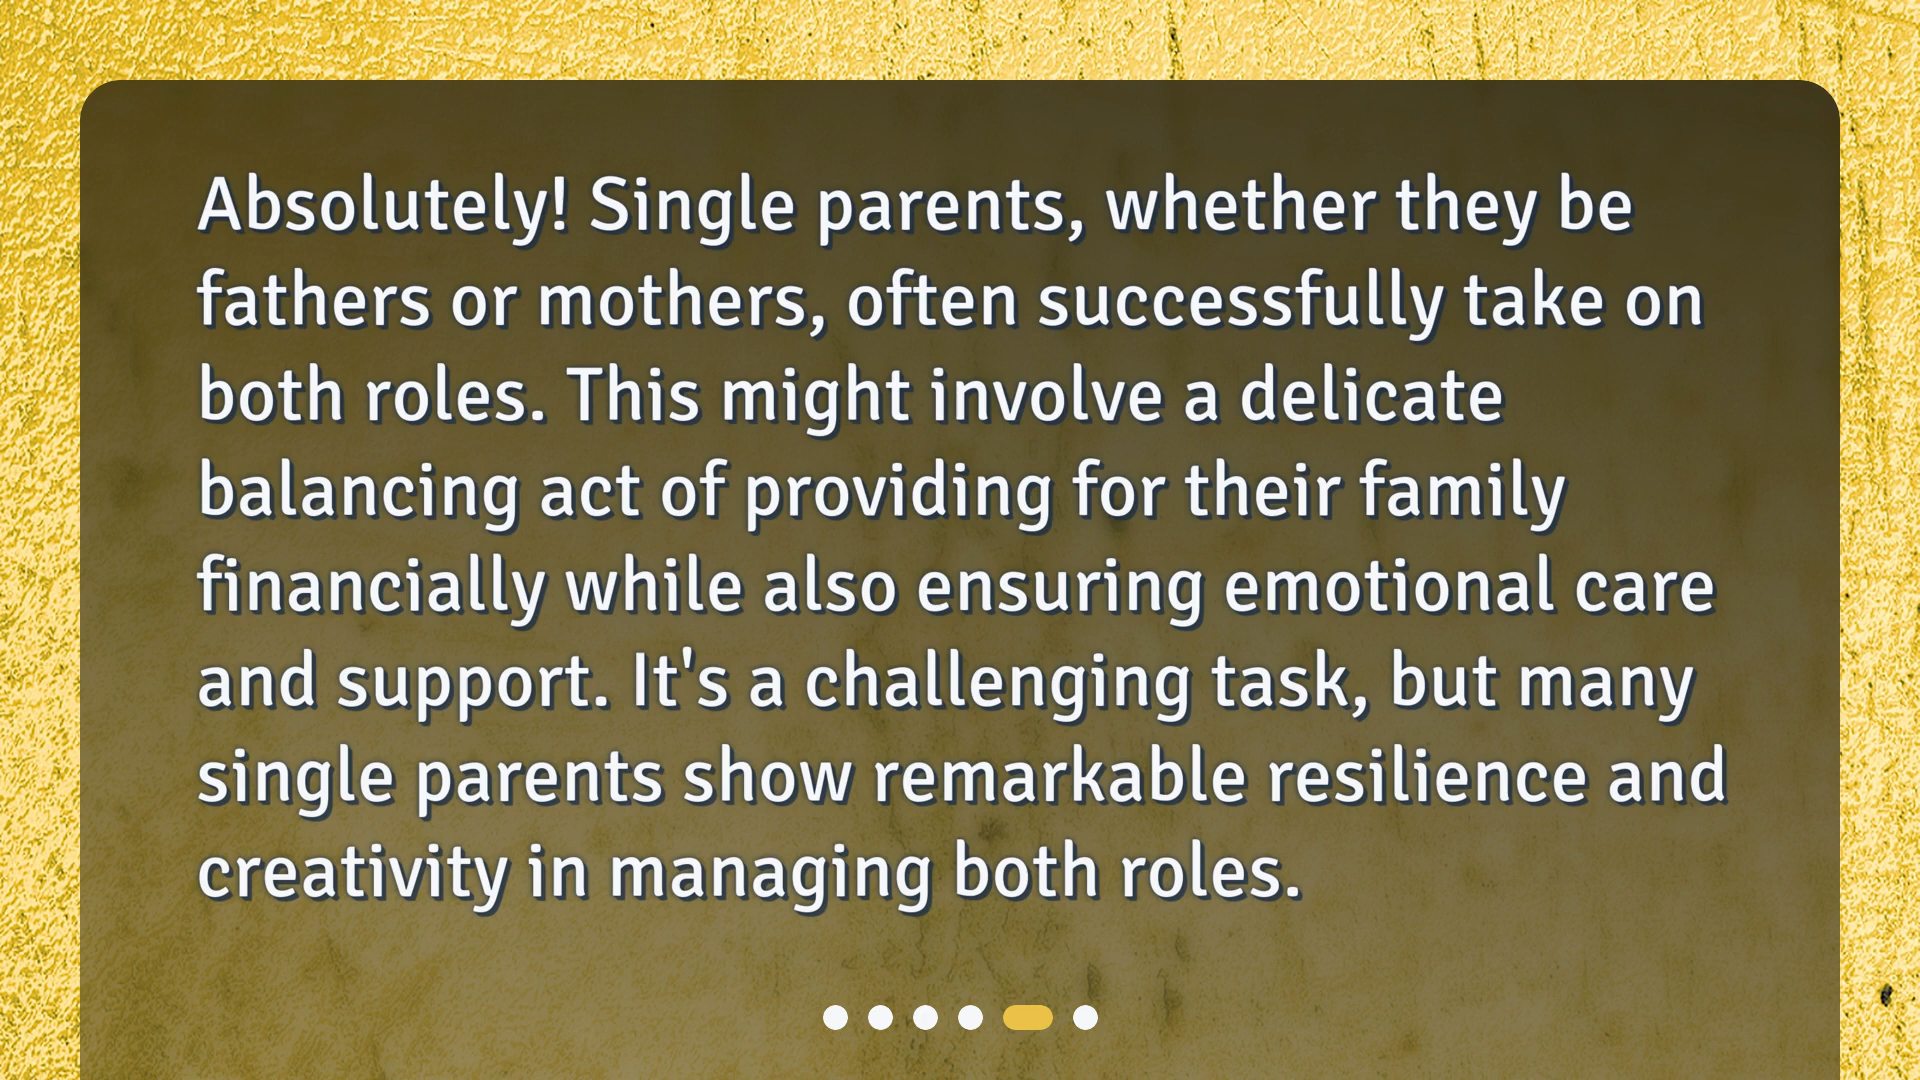 Absolutely! Single parents, whether they be
fathers or mothers, often successfully take on
both roles. This might involve a delicate
balancing act of providing for their family
financially while also ensuring emotional care
and support. It's a challenging task, but many
single parents show remarkable resilience and
creativity in managing both roles.